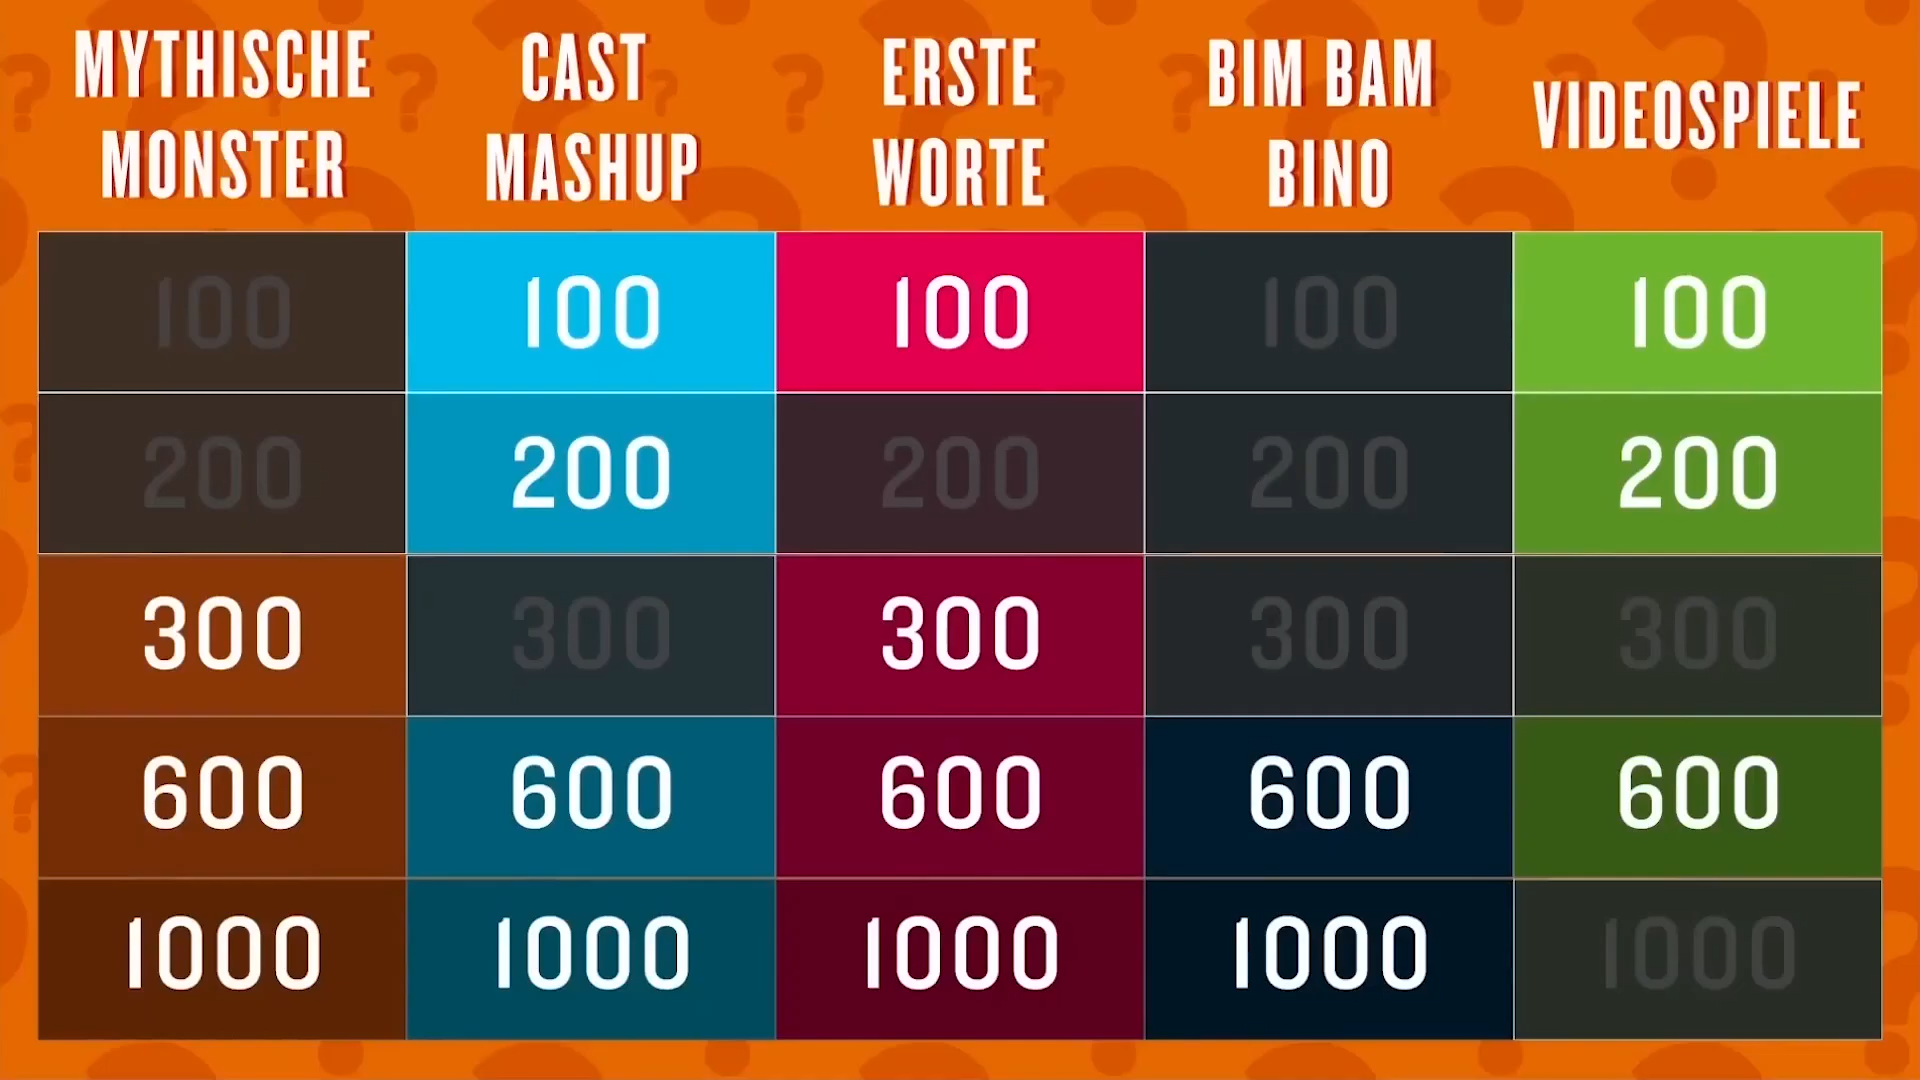 MYTHISCHE
MONSTER
CAST
MASHUP
ERSTE
WORTE
BIM BAM
BINO
VIDEOSPIELE
100 100 100 100 100
200 200 200 200 200
300 300 300 300 300
600 600 600 600 600
1000 1000 1000 1000 1000